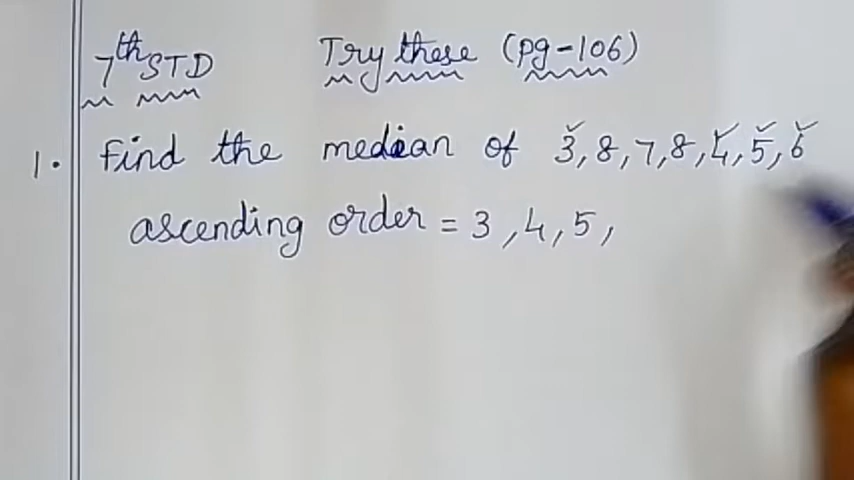 7th STD Try these (pg-106)
1. Find the median of 3, 8, 7, 8, 4, 5, 6
ascending order = 3, 4, 5,